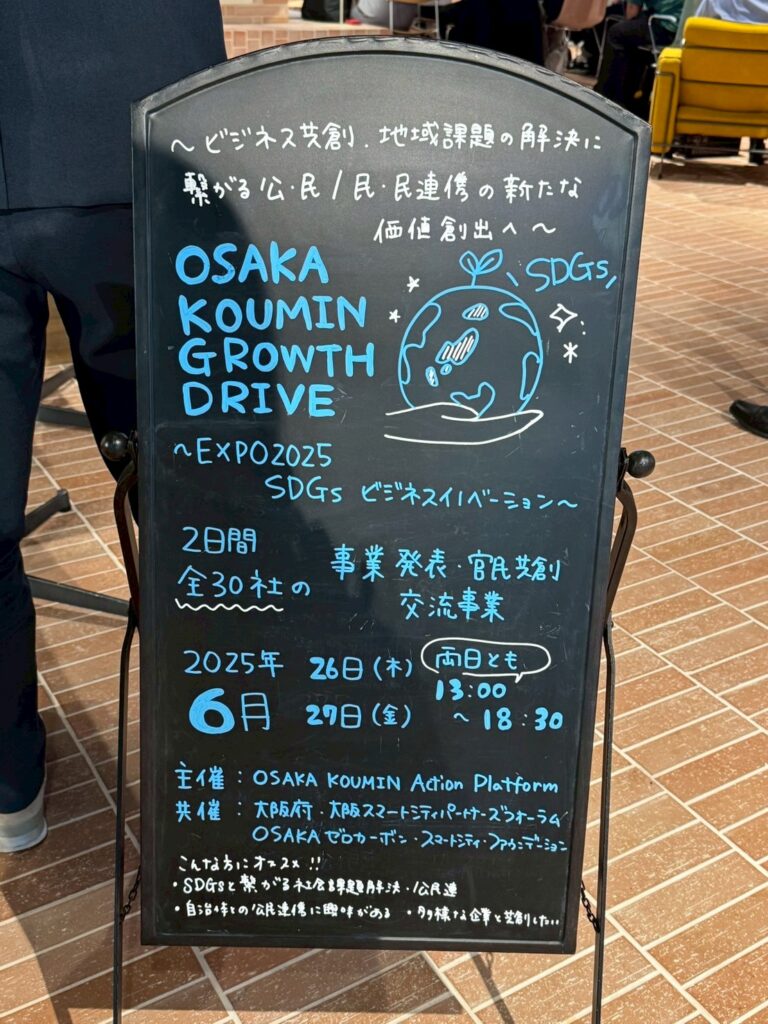 ～ビジネス共創．地域課題の解決に
繋がる公・民/民・民連携の新たな
価値創出へ～
OSAKA
KOUMIN
GROWTH
DRIVE
SDGs
～EXPO2025
SDGs ビジネスイノベーション～
2日間
全30社の
事業発表・官民共創
交流事業
2025年
6月
26日(木)
27日(金)
両日とも
13:00
～18:30
主催：OSAKA KOUMIN Action Platform
共催：大阪府．大阪スマートシティパートナーズフォーラム
OSAKAゼロカーボン・スマートシティ・ファウンデーション
こんな方にオススメ!!
・SDGsと繋がる社会課題解決・公民連
・自治体との公民連携に興味がある ・多様な企業と共創したい